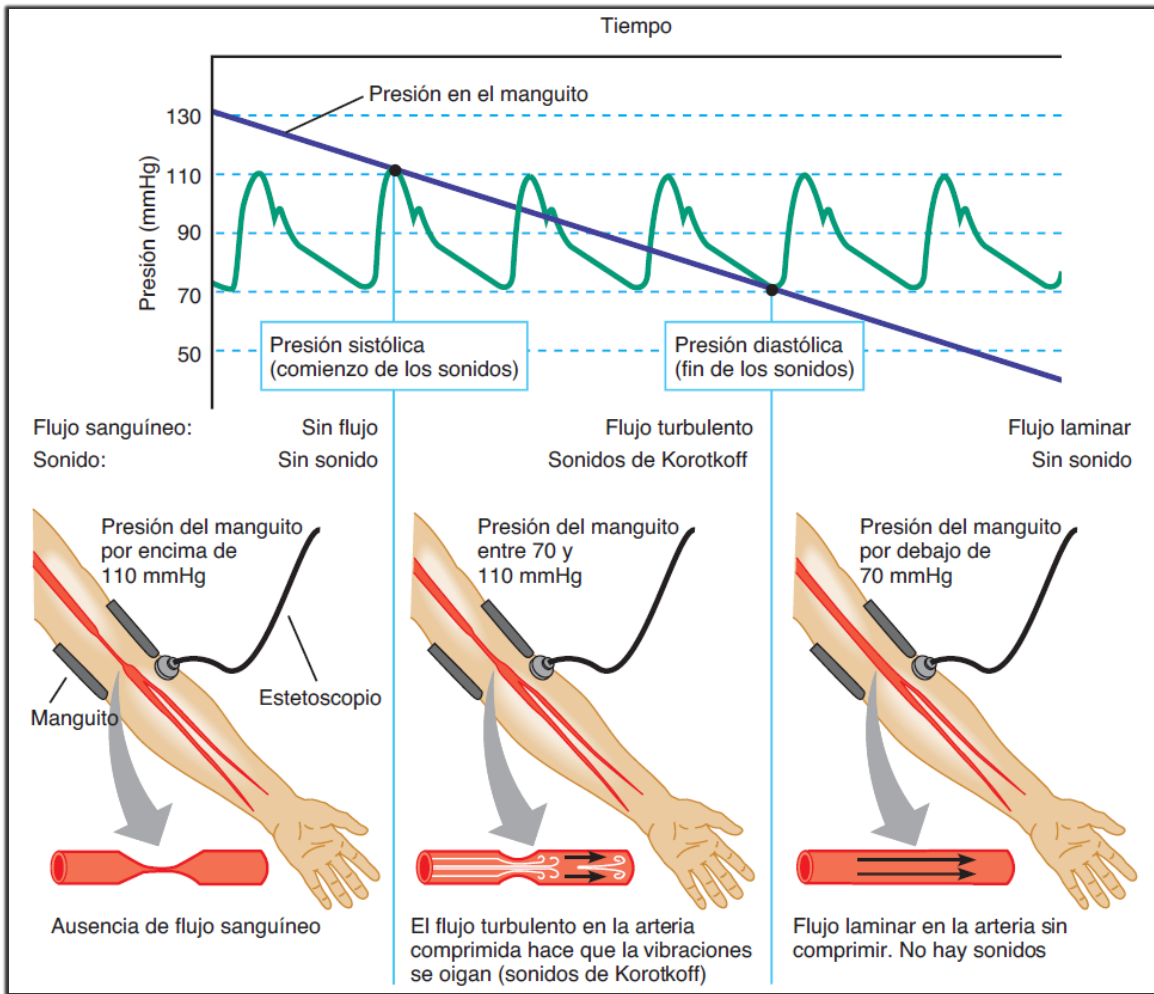 Tiempo
Presión en el manguito
Presión (mmHg)
130
110
90
70
50
Presión sistólica
(comienzo de los sonidos)
Presión diastólica
(fin de los sonidos)
Flujo sanguíneo:
Sin flujo
Flujo turbulento
Flujo laminar
Sonido:
Sin sonido
Sonidos de Korotkoff
Sin sonido
Presión del manguito
por encima de
110 mmHg
Manguito
Estetoscopio
Ausencia de flujo sanguíneo
Presión del manguito
entre 70 y
110 mmHg
El flujo turbulento en la arteria
comprimida hace que la vibraciones
se oigan (sonidos de Korotkoff)
Presión del manguito
por debajo de
70 mmHg
Flujo laminar en la arteria sin
comprimir. No hay sonidos